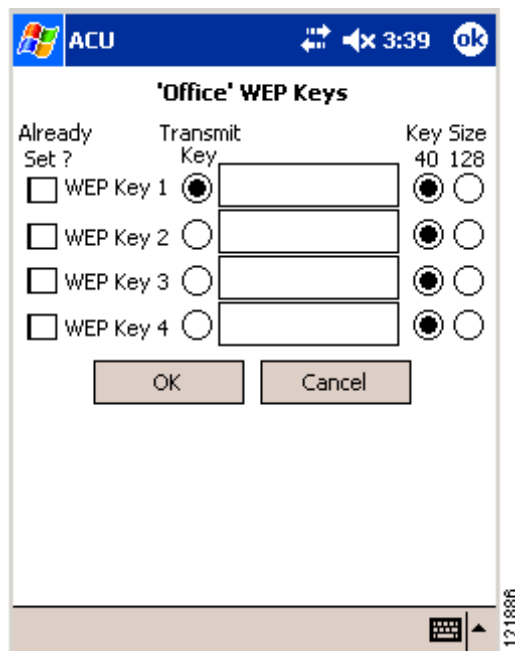 ACU 3:39 ok
'Office' WEP Keys
Already Transmit Key Size
Set ? Key 40 128
WEP Key 1
WEP Key 2
WEP Key 3
WEP Key 4
OK Cancel
121886